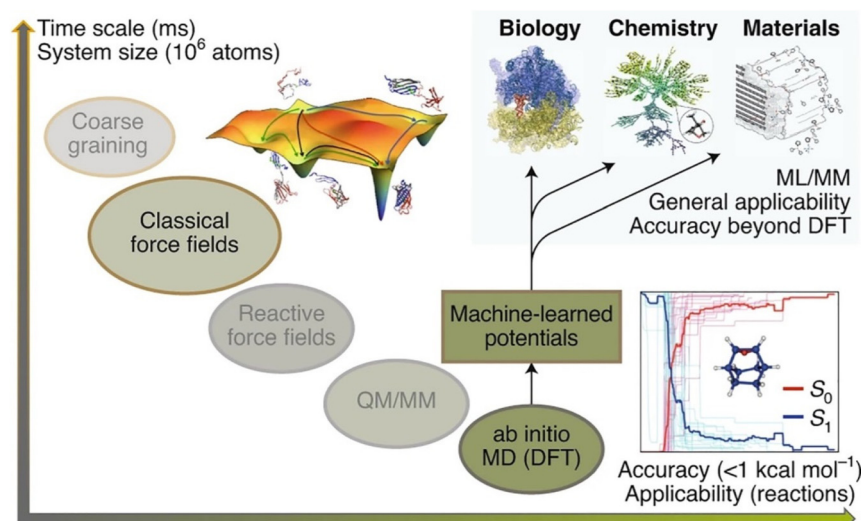 Time scale (ms)
System size (10⁶ atoms)
Biology
Chemistry
Materials
Coarse
graining
Classical
force fields
Reactive
force fields
QM/MM
Machine-learned
potentials
ab initio
MD (DFT)
ML/MM
General applicability
Accuracy beyond DFT
S₀
S₁
Accuracy (<1 kcal mol⁻¹)
Applicability (reactions)